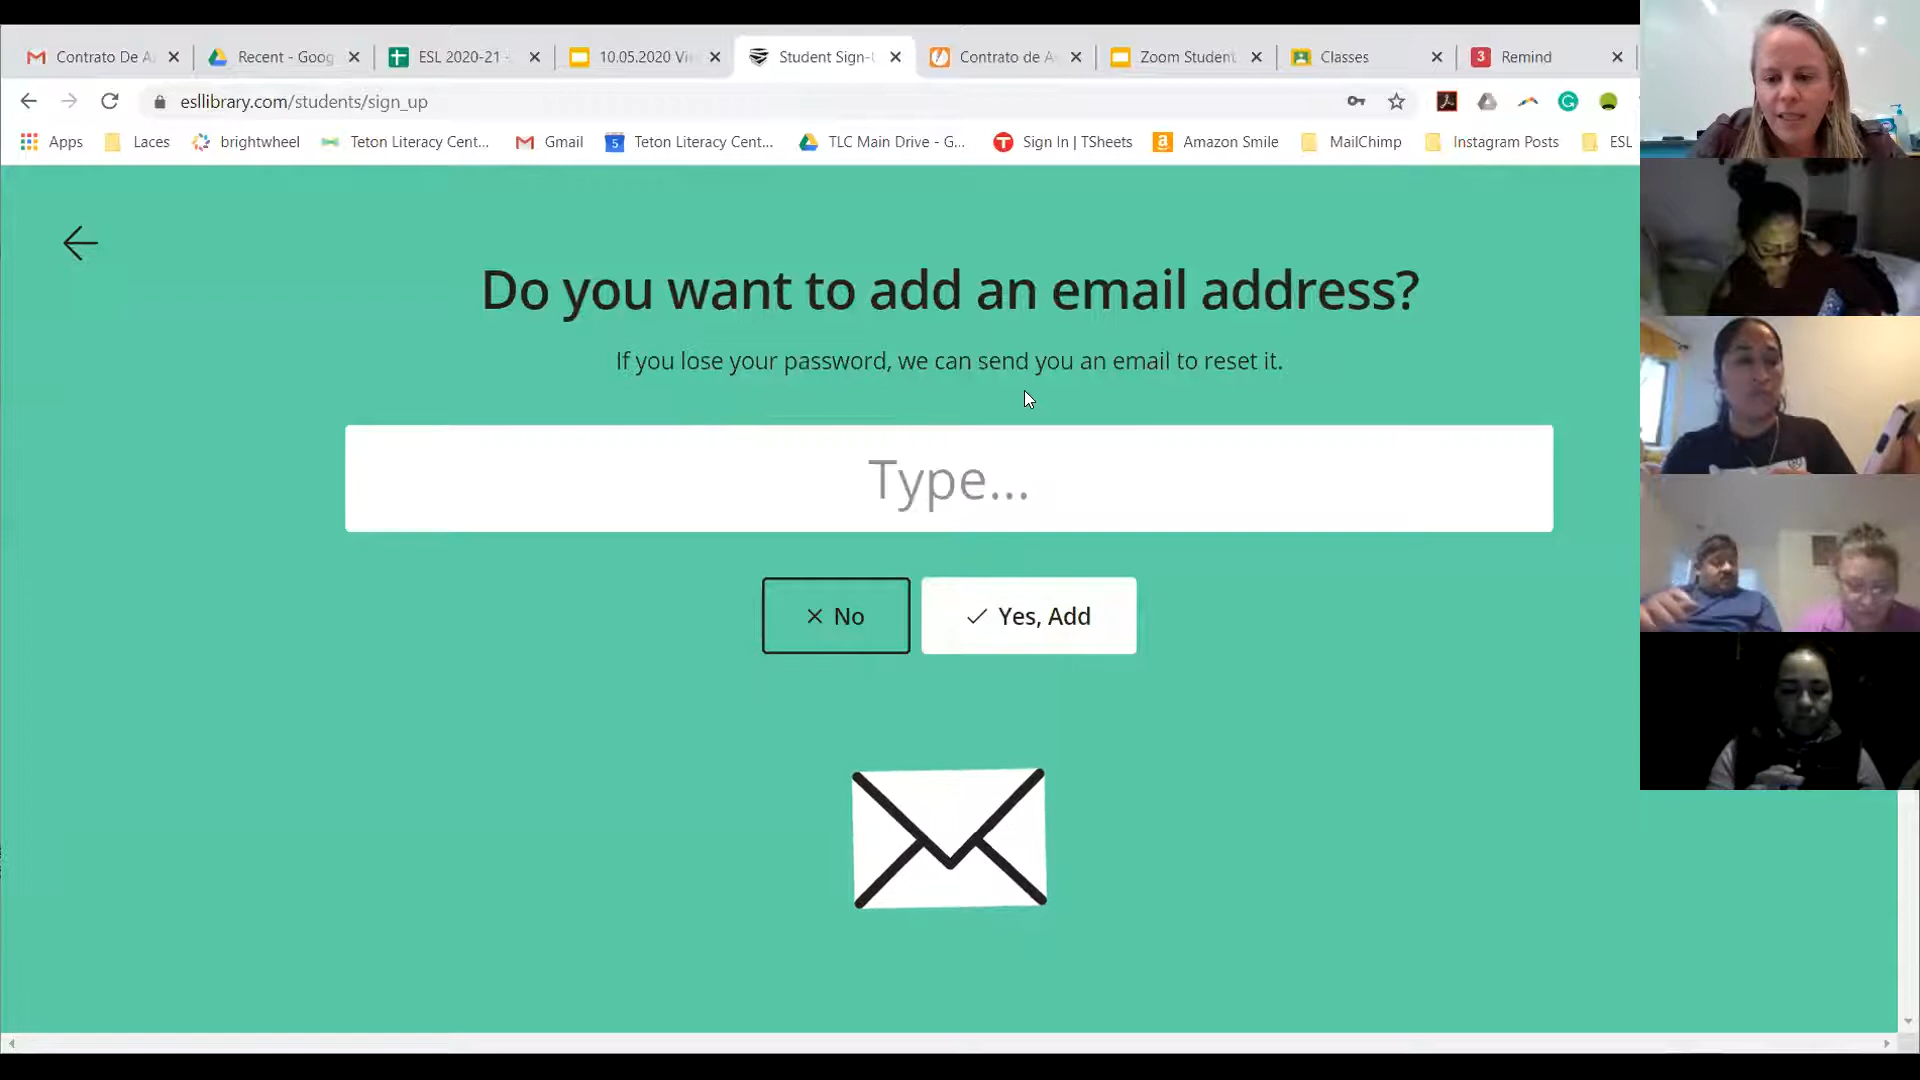 Contrato De A
Recent - Goog
ESL 2020-21 -
10.05.2020 Vi
Student Sign-
Contrato de A
Zoom Student
Classes
3
Remind
esllibrary.com/students/sign_up
Apps
Laces
brightwheel
Teton Literacy Cent...
Gmail
5
Teton Literacy Cent...
TLC Main Drive - G...
Sign In | TSheets
Amazon Smile
MailChimp
Instagram Posts
ESL
Do you want to add an email address?
If you lose your password, we can send you an email to reset it.
Type...
No
Yes, Add